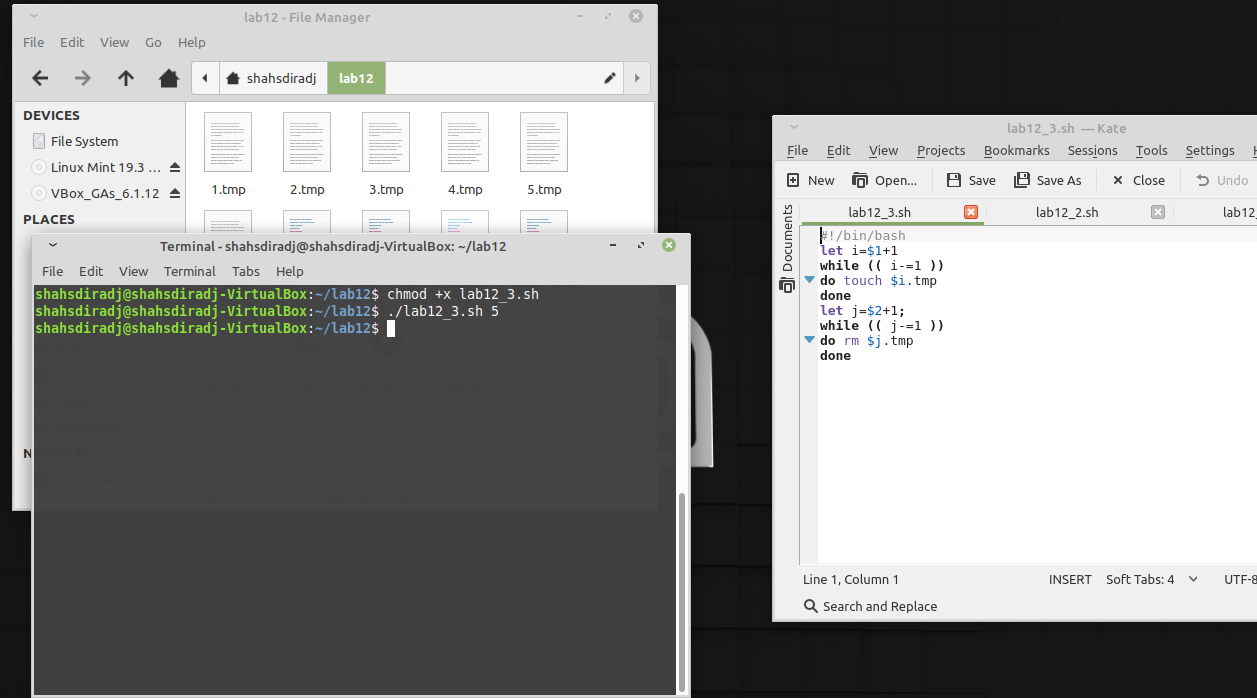 lab12 - File Manager
File Edit View Go Help
shahsdiradj lab12
DEVICES
File System
Linux Mint 19.3 ...
VBox_GAs_6.1.12
PLACES
1.tmp 2.tmp 3.tmp 4.tmp 5.tmp
Terminal - shahsdiradj@shahsdiradj-VirtualBox: ~/lab12
File Edit View Terminal Tabs Help
shahsdiradj@shahsdiradj-VirtualBox:~/lab12$ chmod +x lab12_3.sh
shahsdiradj@shahsdiradj-VirtualBox:~/lab12$ ./lab12_3.sh 5
shahsdiradj@shahsdiradj-VirtualBox:~/lab12$
NETWORK
lab12_3.sh — Kate
File Edit View Projects Bookmarks Sessions Tools Settings H
New Open... Save Save As Close Undo
Documents
lab12_3.sh lab12_2.sh lab12_
#!/bin/bash
let i=$1+1
while (( i-=1 ))
do touch $i.tmp
done
let j=$2+1;
while (( j-=1 ))
do rm $j.tmp
done
Line 1, Column 1 INSERT Soft Tabs: 4 UTF-8
Search and Replace